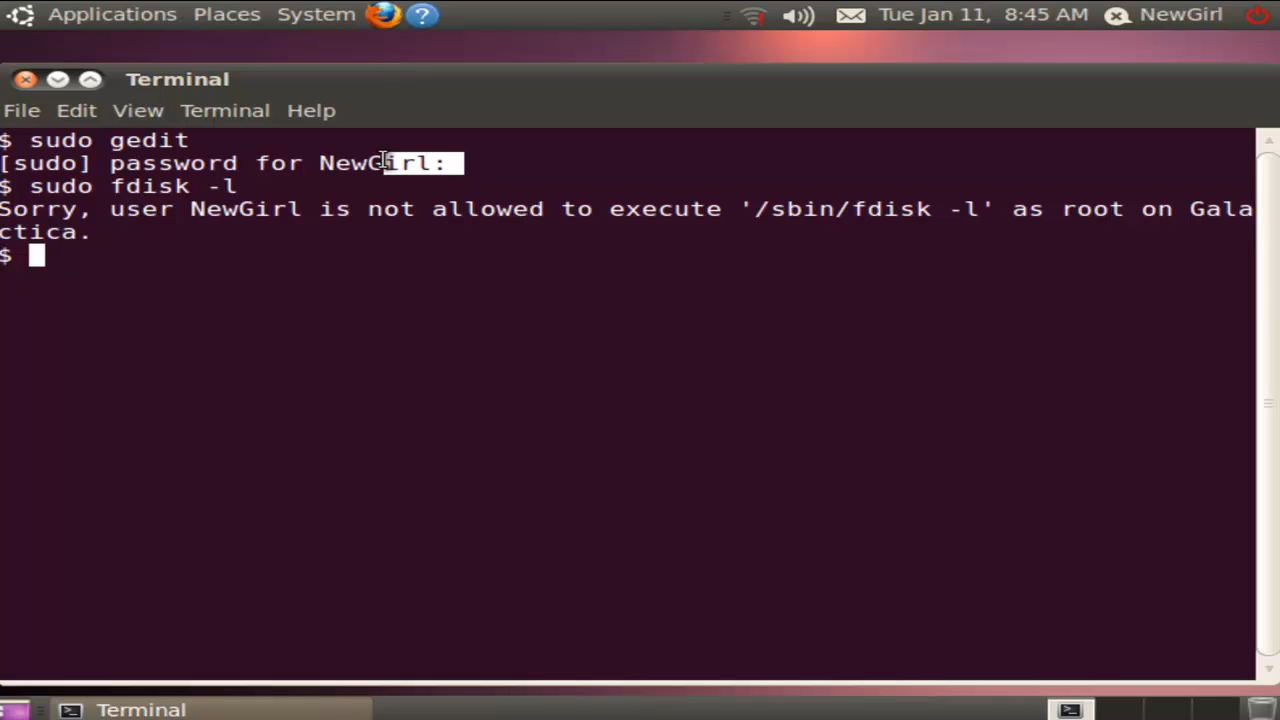 Applications Places System Tue Jan 11, 8:45 AM NewGirl
Terminal
File Edit View Terminal Help
$ sudo gedit
[sudo] password for NewGirl:
$ sudo fdisk -l
Sorry, user NewGirl is not allowed to execute '/sbin/fdisk -l' as root on Gala
ctica.
$
Terminal